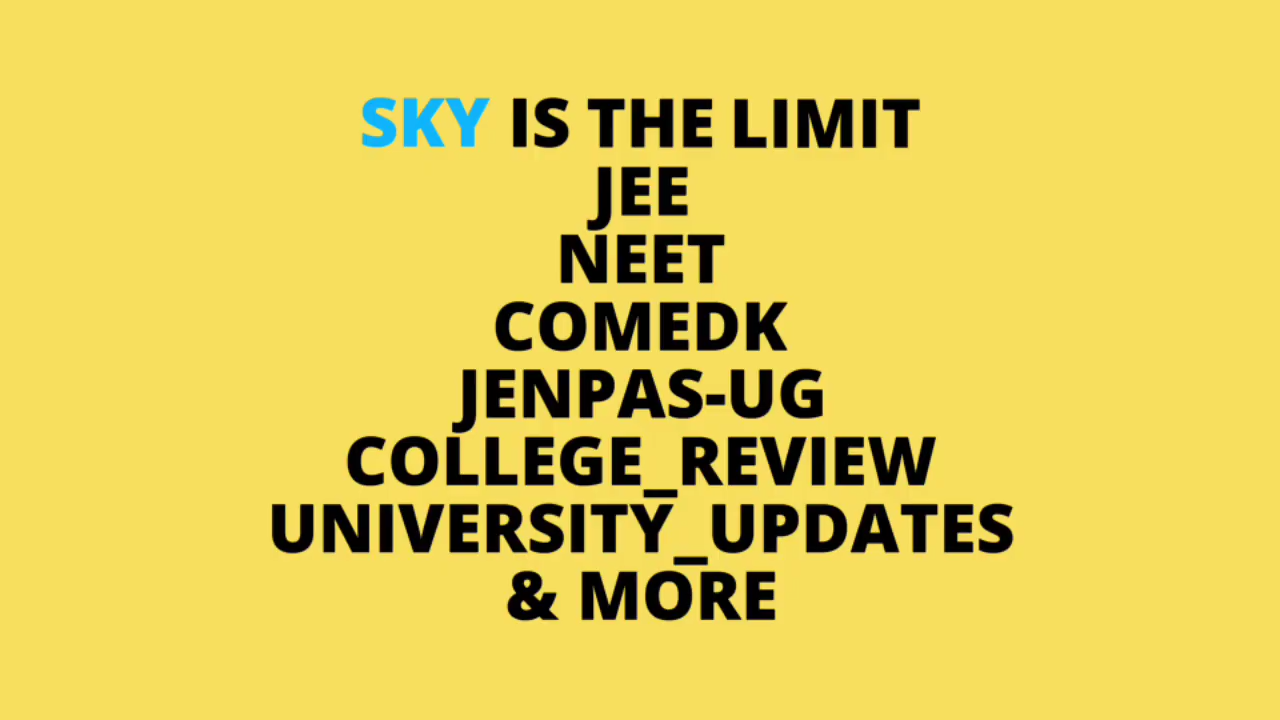 SKY IS THE LIMIT
JEE
NEET
COMEDK
JENPAS-UG
COLLEGE_REVIEW
UNIVERSITY_UPDATES
& MORE